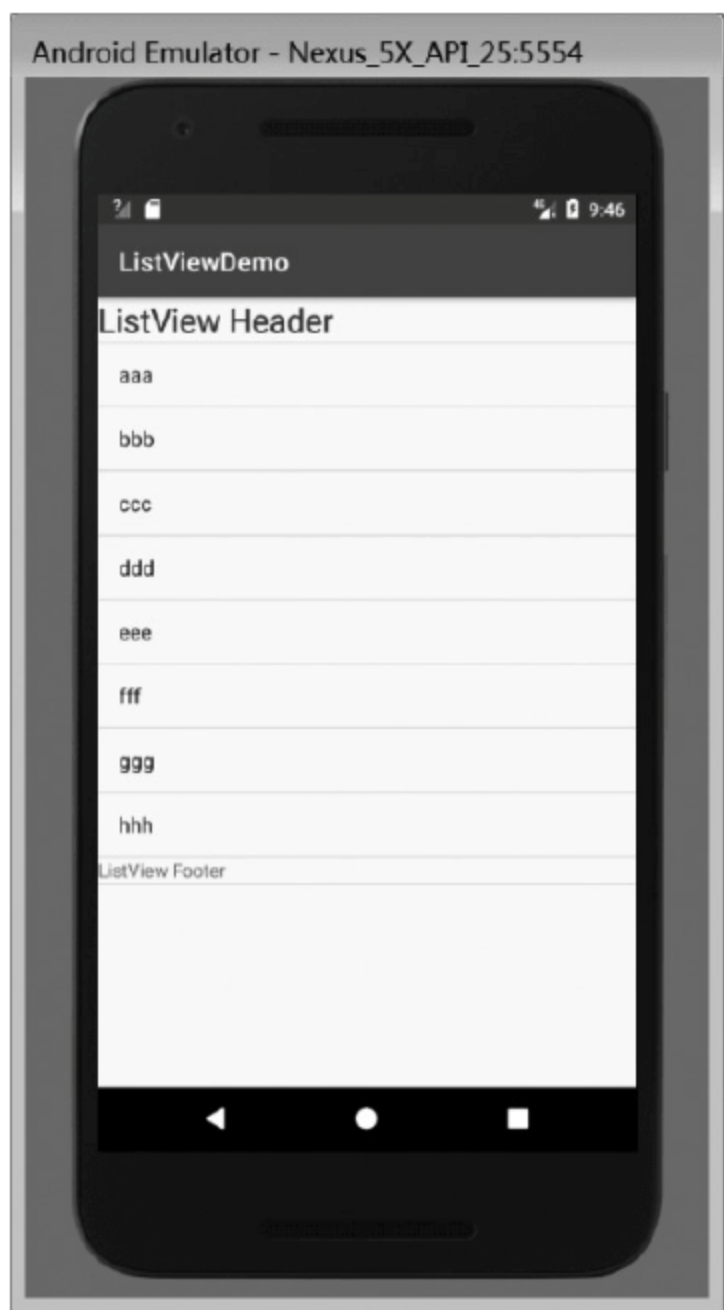 Android Emulator - Nexus_5X_API_25:5554
9:46
ListViewDemo
ListView Header
aaa
bbb
ccc
ddd
eee
fff
ggg
hhh
ListView Footer